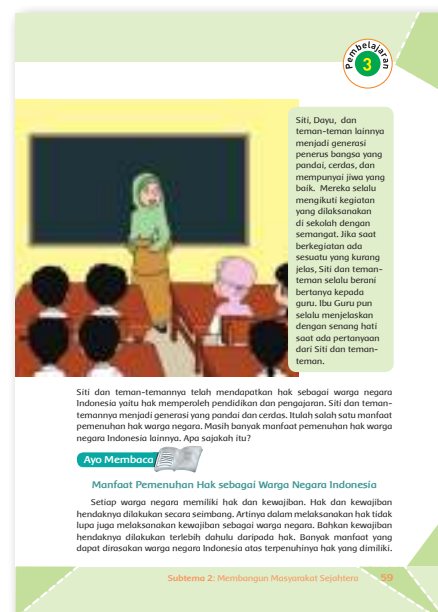 Pembelajaran
3
Siti, Dayu, dan
teman-teman lainnya
menjadi generasi
penerus bangsa yang
pandai, cerdas, dan
mempunyai jiwa yang
baik. Mereka selalu
mengikuti kegiatan
yang dilaksanakan
di sekolah dengan
semangat. Jika saat
berkegiatan ada
sesuatu yang kurang
jelas, Siti dan teman-
teman selalu berani
bertanya kepada
guru. Ibu Guru pun
selalu menjelaskan
dengan senang hati
saat ada pertanyaan
dari Siti dan teman-
teman.
Siti dan teman-temannya telah mendapatkan hak sebagai warga negara
Indonesia yaitu hak memperoleh pendidikan dan pengajaran. Siti dan teman-
temannya menjadi generasi yang pandai dan cerdas. Itulah salah satu manfaat
pemenuhan hak warga negara. Masih banyak manfaat pemenuhan hak warga
negara Indonesia lainnya. Apa sajakah itu?
Ayo Membaca
Manfaat Pemenuhan Hak sebagai Warga Negara Indonesia
Setiap warga negara memiliki hak dan kewajiban. Hak dan kewajiban
hendaknya dilakukan secara seimbang. Artinya dalam melaksanakan hak tidak
lupa juga melaksanakan kewajiban sebagai warga negara. Bahkan kewajiban
hendaknya dilakukan terlebih dahulu daripada hak. Banyak manfaat yang
dapat dirasakan warga negara Indonesia atas terpenuhinya hak yang dimiliki.
Subtema 2: Membangun Masyarakat Sejahtera 59